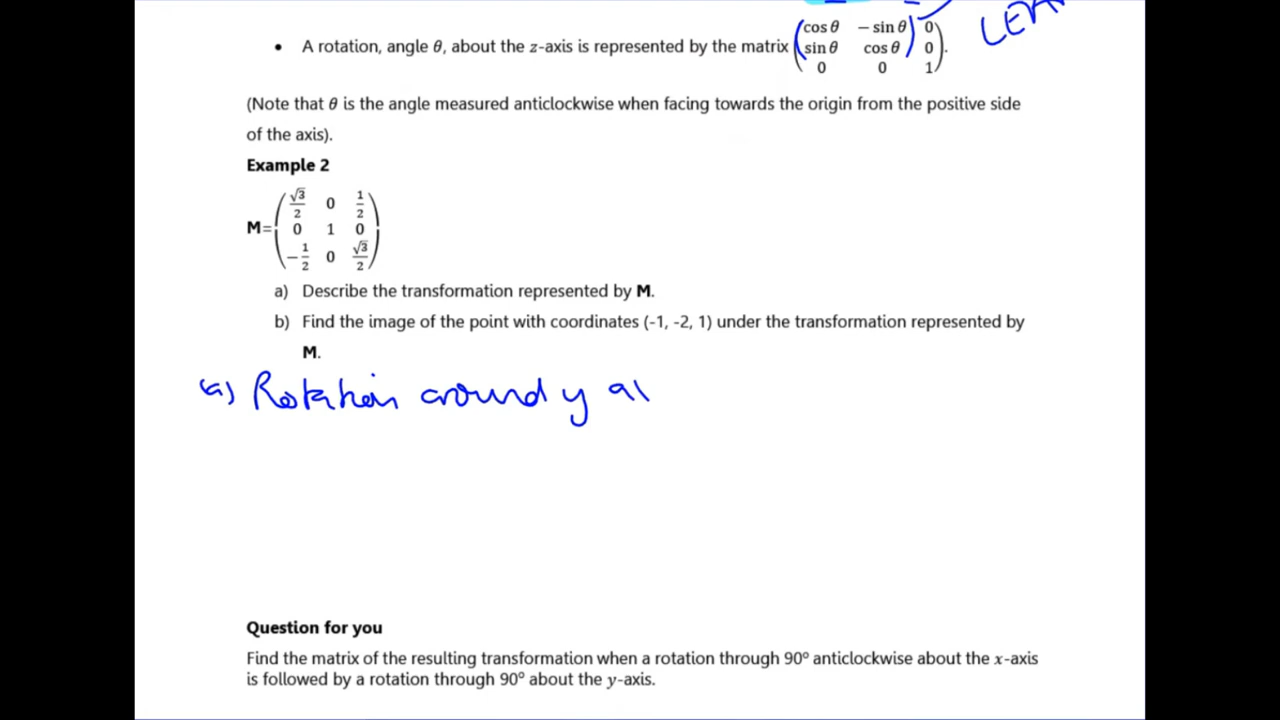 • A rotation, angle θ, about the z-axis is represented by the matrix (cos θ −sin θ 0
sin θ cos θ 0
0 0 1).
(Note that θ is the angle measured anticlockwise when facing towards the origin from the positive side
of the axis).
Example 2
M= (√3/2 0 1/2
0 1 0
−1/2 0 √3/2)
a) Describe the transformation represented by M.
b) Find the image of the point with coordinates (-1, -2, 1) under the transformation represented by
M.
(a) Rotation around y
Question for you
Find the matrix of the resulting transformation when a rotation through 90° anticlockwise about the x-axis
is followed by a rotation through 90° about the y-axis.